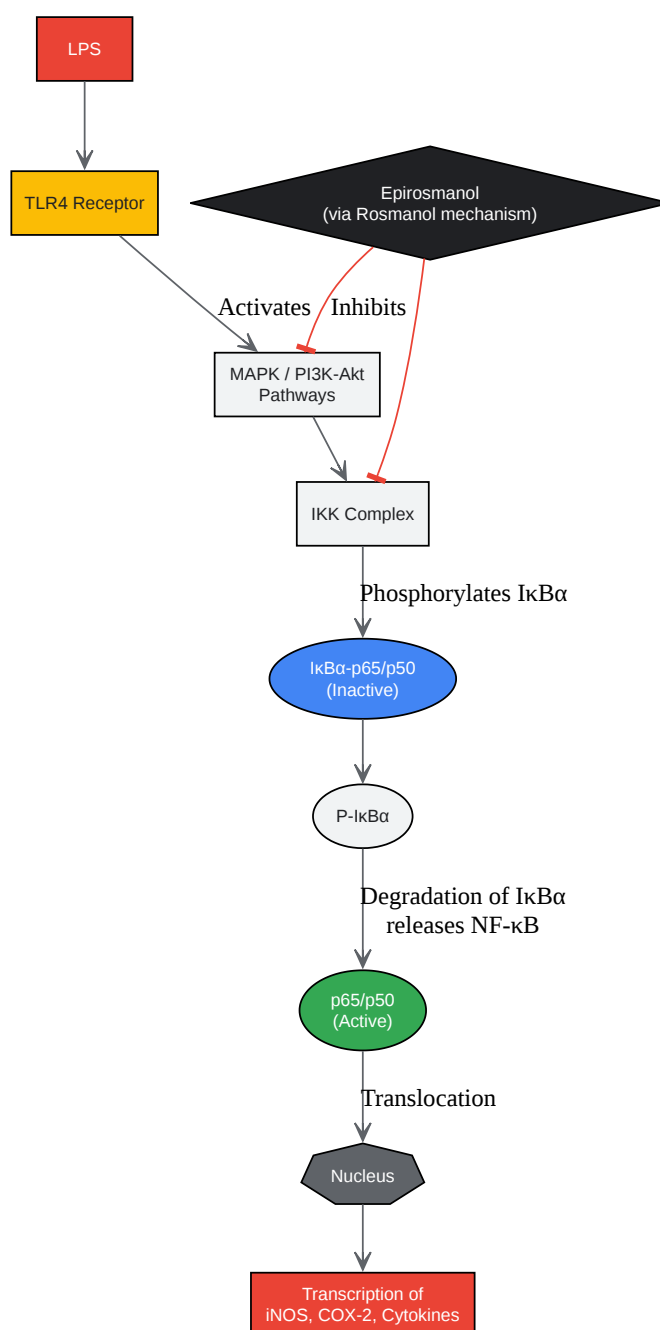 LPS
TLR4 Receptor
Epirosmanol
(via Rosmanol mechanism)
Activates
Inhibits
MAPK / PI3K-Akt
Pathways
IKK Complex
Phosphorylates IκBα
IκBα-p65/p50
(Inactive)
P-IκBα
Degradation of IκBα
releases NF-κB
p65/p50
(Active)
Translocation
Nucleus
Transcription of
iNOS, COX-2, Cytokines